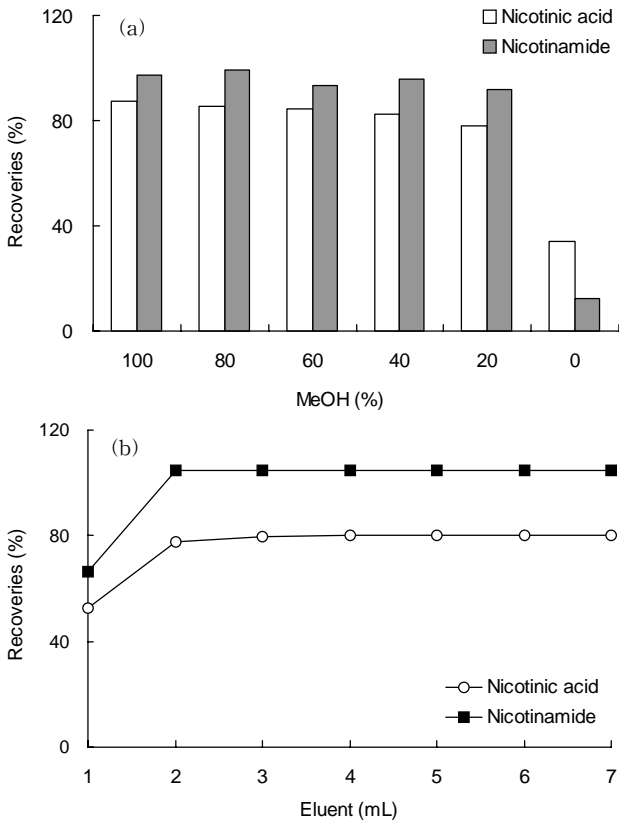 (a)
Nicotinic acid
Nicotinamide
120
80
40
0
Recoveries (%)
100 80 60 40 20 0
MeOH (%)
(b)
120
80
40
0
Recoveries (%)
Nicotinic acid
Nicotinamide
1 2 3 4 5 6 7
Eluent (mL)